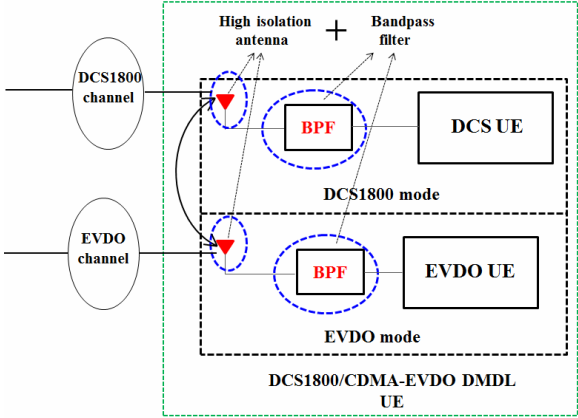 High isolation
antenna
+
Bandpass
filter
DCS1800
channel
BPF
DCS UE
DCS1800 mode
EVDO
channel
BPF
EVDO UE
EVDO mode
DCS1800/CDMA-EVDO DMDL
UE